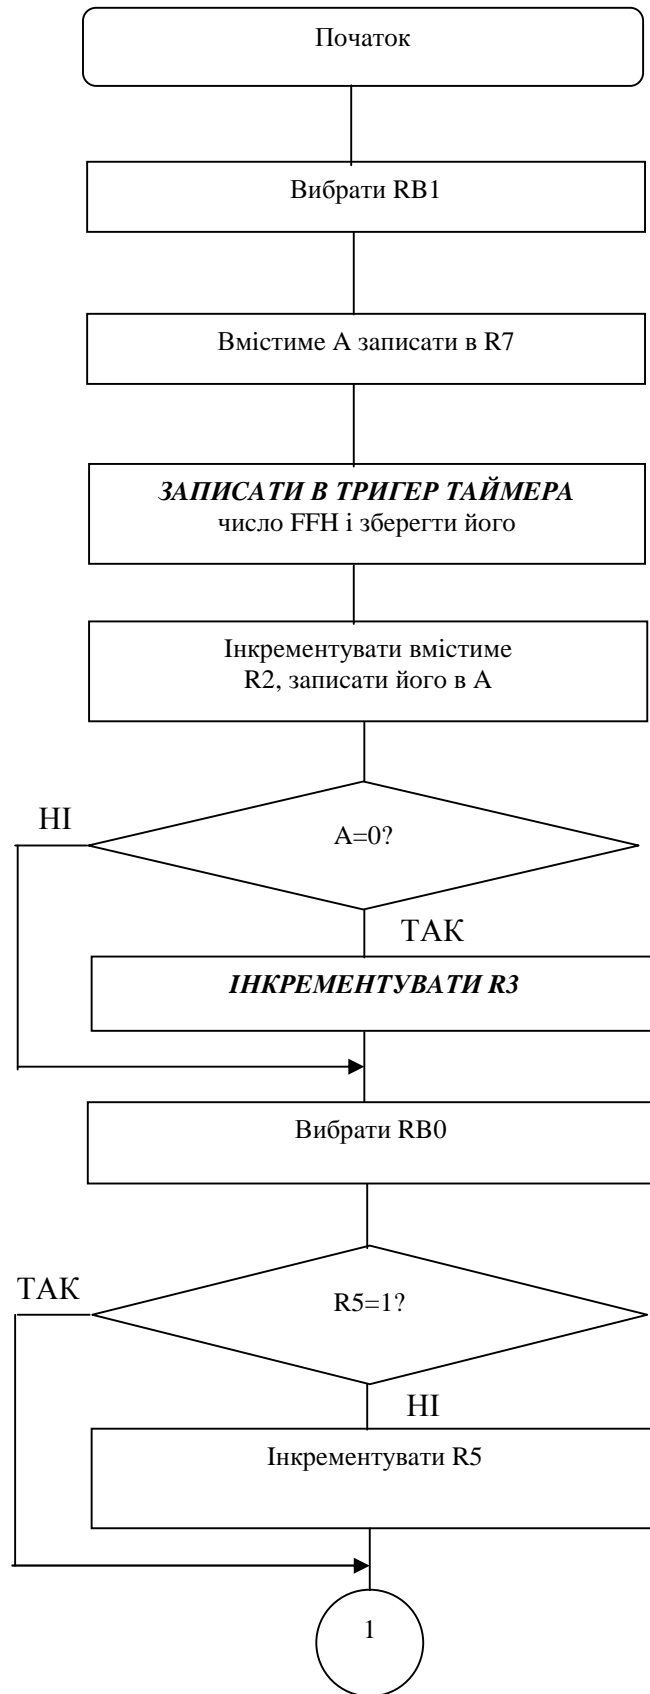 Початок
Вибрати RB1
Вмістиме А записати в R7
ЗАПИСАТИ В ТРИГЕР ТАЙМЕРА
число FFH і зберегти його
Інкрементувати вмістиме
R2, записати його в А
НІ
А=0?
ТАК
ІНКРЕМЕНТУВАТИ R3
Вибрати RB0
ТАК
R5=1?
НІ
Інкрементувати R5
1